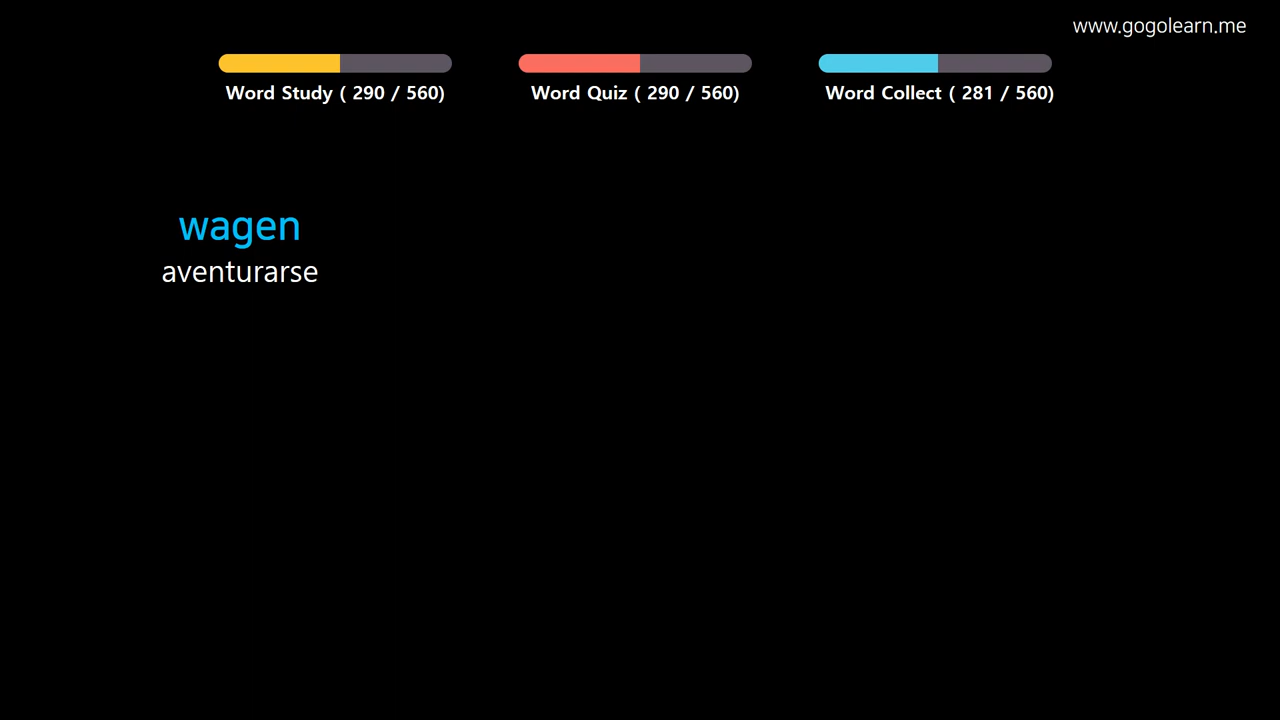 www.gogolearn.me
Word Study ( 290 / 560)
Word Quiz ( 290 / 560)
Word Collect ( 281 / 560)
wagen
aventurarse